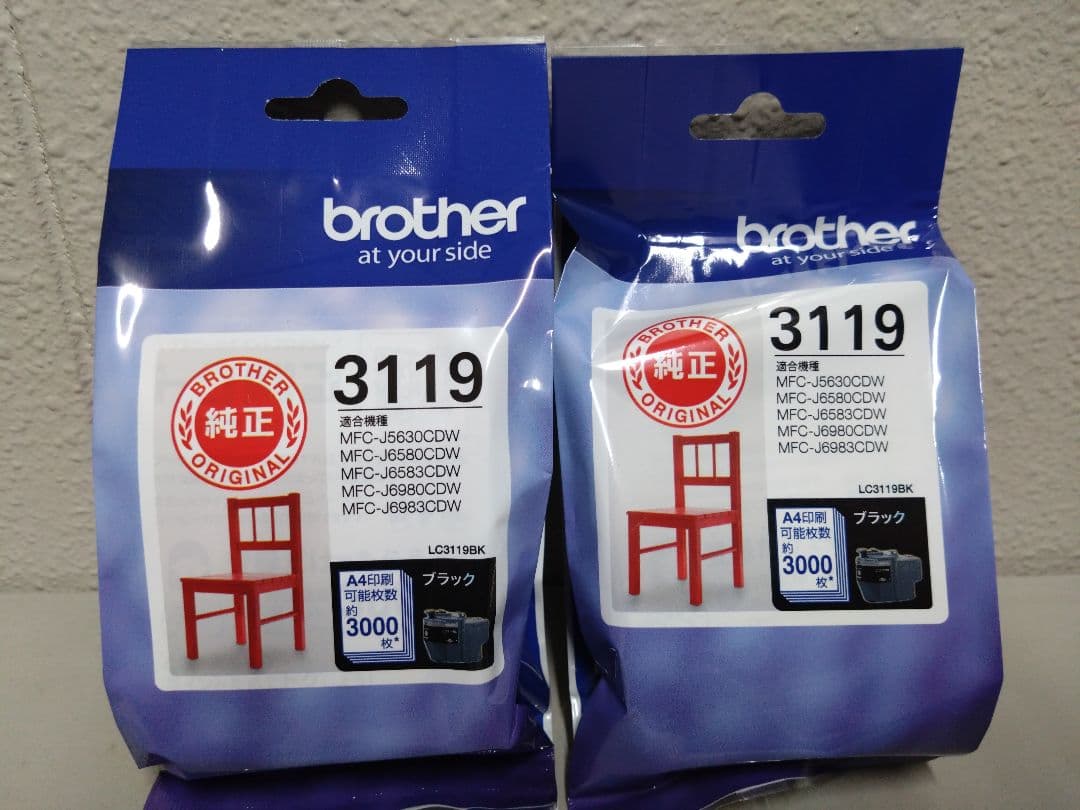 brother
at your side
BROTHER
純正
ORIGINAL
3119
適合機種
MFC-J5630CDW
MFC-J6580CDW
MFC-J6583CDW
MFC-J6980CDW
MFC-J6983CDW
LC3119BK
A4印刷
可能枚数
約
3000
枚*
ブラック
brother
at your side
BROTHER
純正
ORIGINAL
3119
適合機種
MFC-J5630CDW
MFC-J6580CDW
MFC-J6583CDW
MFC-J6980CDW
MFC-J6983CDW
LC3119BK
A4印刷
可能枚数
約
3000
枚*
ブラック